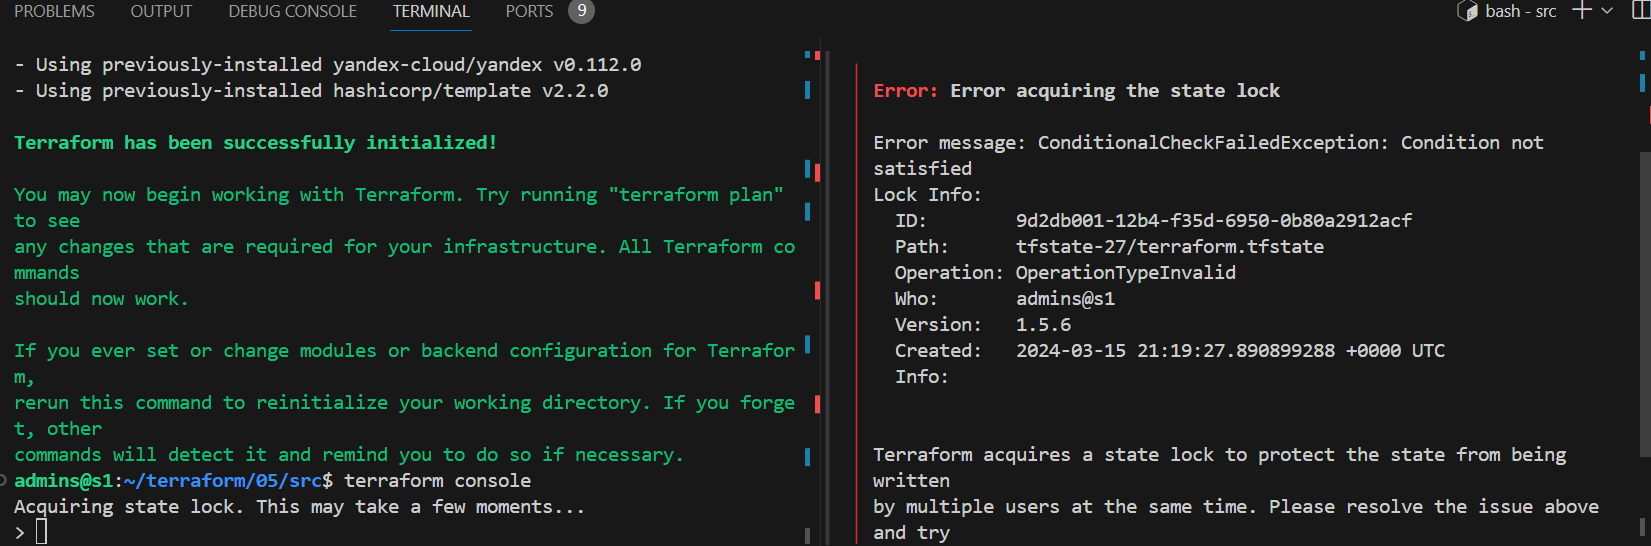 PROBLEMS OUTPUT DEBUG CONSOLE TERMINAL PORTS 9 bash - src
- Using previously-installed yandex-cloud/yandex v0.112.0
- Using previously-installed hashicorp/template v2.2.0
Terraform has been successfully initialized!
You may now begin working with Terraform. Try running "terraform plan"
to see
any changes that are required for your infrastructure. All Terraform co
mmands
should now work.
If you ever set or change modules or backend configuration for Terrafor
m,
rerun this command to reinitialize your working directory. If you forge
t, other
commands will detect it and remind you to do so if necessary.
admins@s1:~/terraform/05/src$ terraform console
Acquiring state lock. This may take a few moments...
>
Error: Error acquiring the state lock
Error message: ConditionalCheckFailedException: Condition not
satisfied
Lock Info:
ID: 9d2db001-12b4-f35d-6950-0b80a2912acf
Path: tfstate-27/terraform.tfstate
Operation: OperationTypeInvalid
Who: admins@s1
Version: 1.5.6
Created: 2024-03-15 21:19:27.890899288 +0000 UTC
Info:
Terraform acquires a state lock to protect the state from being
written
by multiple users at the same time. Please resolve the issue above
and try